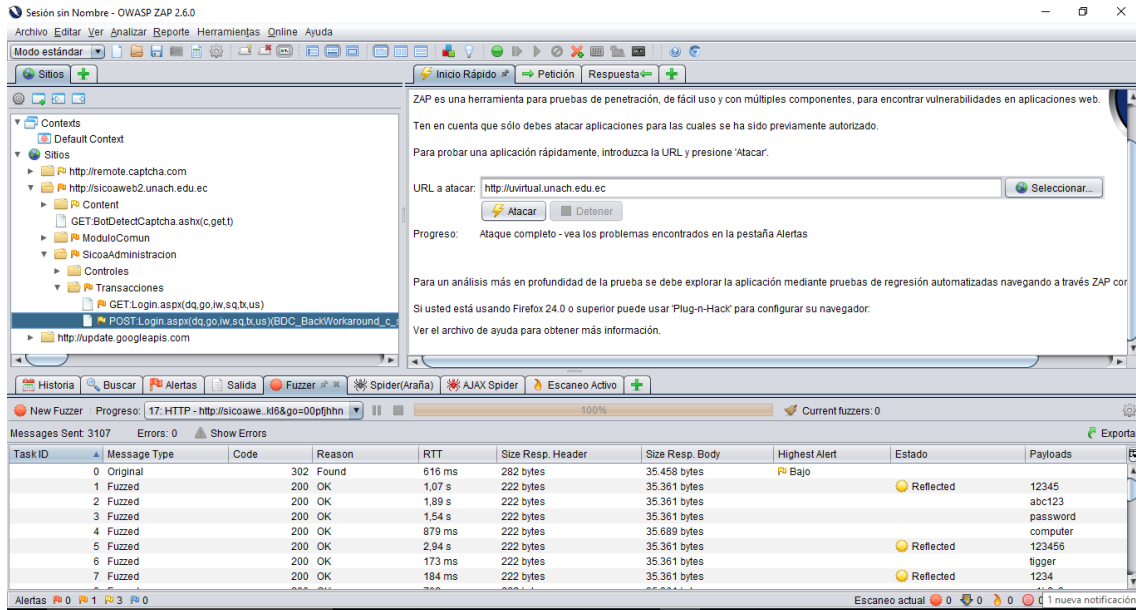 Sesión sin Nombre - OWASP ZAP 2.6.0
Archivo Editar Ver Analizar Reporte Herramientas Online Ayuda
Modo estándar
Sitios
Inicio Rápido Petición Respuesta
Contexts
Default Context
Sitios
http://remote.captcha.com
http://sicoaweb2.unach.edu.ec
Content
GET:BotDetectCaptcha.ashx(c,get,t)
ModuloComun
SicoaAdministracion
Controles
Transacciones
GET:Login.aspx(dq,go,iw,sq,tx,us)
POST:Login.aspx(dq,go,iw,sq,tx,us)(BDC_BackWorkaround_c_s
http://update.googleapis.com
ZAP es una herramienta para pruebas de penetración, de fácil uso y con múltiples componentes, para encontrar vulnerabilidades en aplicaciones web.
Ten en cuenta que sólo debes atacar aplicaciones para las cuales se ha sido previamente autorizado.
Para probar una aplicación rápidamente, introduzca la URL y presione 'Atacar'.
URL a atacar: http://uvirtual.unach.edu.ec Seleccionar...
Atacar Detener
Progreso: Ataque completo - vea los problemas encontrados en la pestaña Alertas
Para un análisis más en profundidad de la prueba se debe explorar la aplicación mediante pruebas de regresión automatizadas navegando a través ZAP con
Si usted está usando Firefox 24.0 o superior puede usar 'Plug-n-Hack' para configurar su navegador:
Ver el archivo de ayuda para obtener más información.
Historia Buscar Alertas Salida Fuzzer Spider(Araña) AJAX Spider Escaneo Activo
New Fuzzer Progreso: 17: HTTP - http://sicoawe..kl6&go=00pfjhhn 100% Current fuzzers: 0
Messages Sent: 3107 Errors: 0 Show Errors Exporta
Task ID Message Type Code Reason RTT Size Resp. Header Size Resp. Body Highest Alert Estado Payloads
0 Original 302 Found 616 ms 282 bytes 35.458 bytes Bajo
1 Fuzzed 200 OK 1,07 s 222 bytes 35.361 bytes Reflected 12345
2 Fuzzed 200 OK 1,89 s 222 bytes 35.361 bytes abc123
3 Fuzzed 200 OK 1,54 s 222 bytes 35.361 bytes password
4 Fuzzed 200 OK 879 ms 222 bytes 35.689 bytes computer
5 Fuzzed 200 OK 2,94 s 222 bytes 35.361 bytes Reflected 123456
6 Fuzzed 200 OK 173 ms 222 bytes 35.361 bytes tigger
7 Fuzzed 200 OK 184 ms 222 bytes 35.361 bytes Reflected 1234
Alertas 0 1 3 0 Escaneo actual 0 0 0 1 nueva notificación